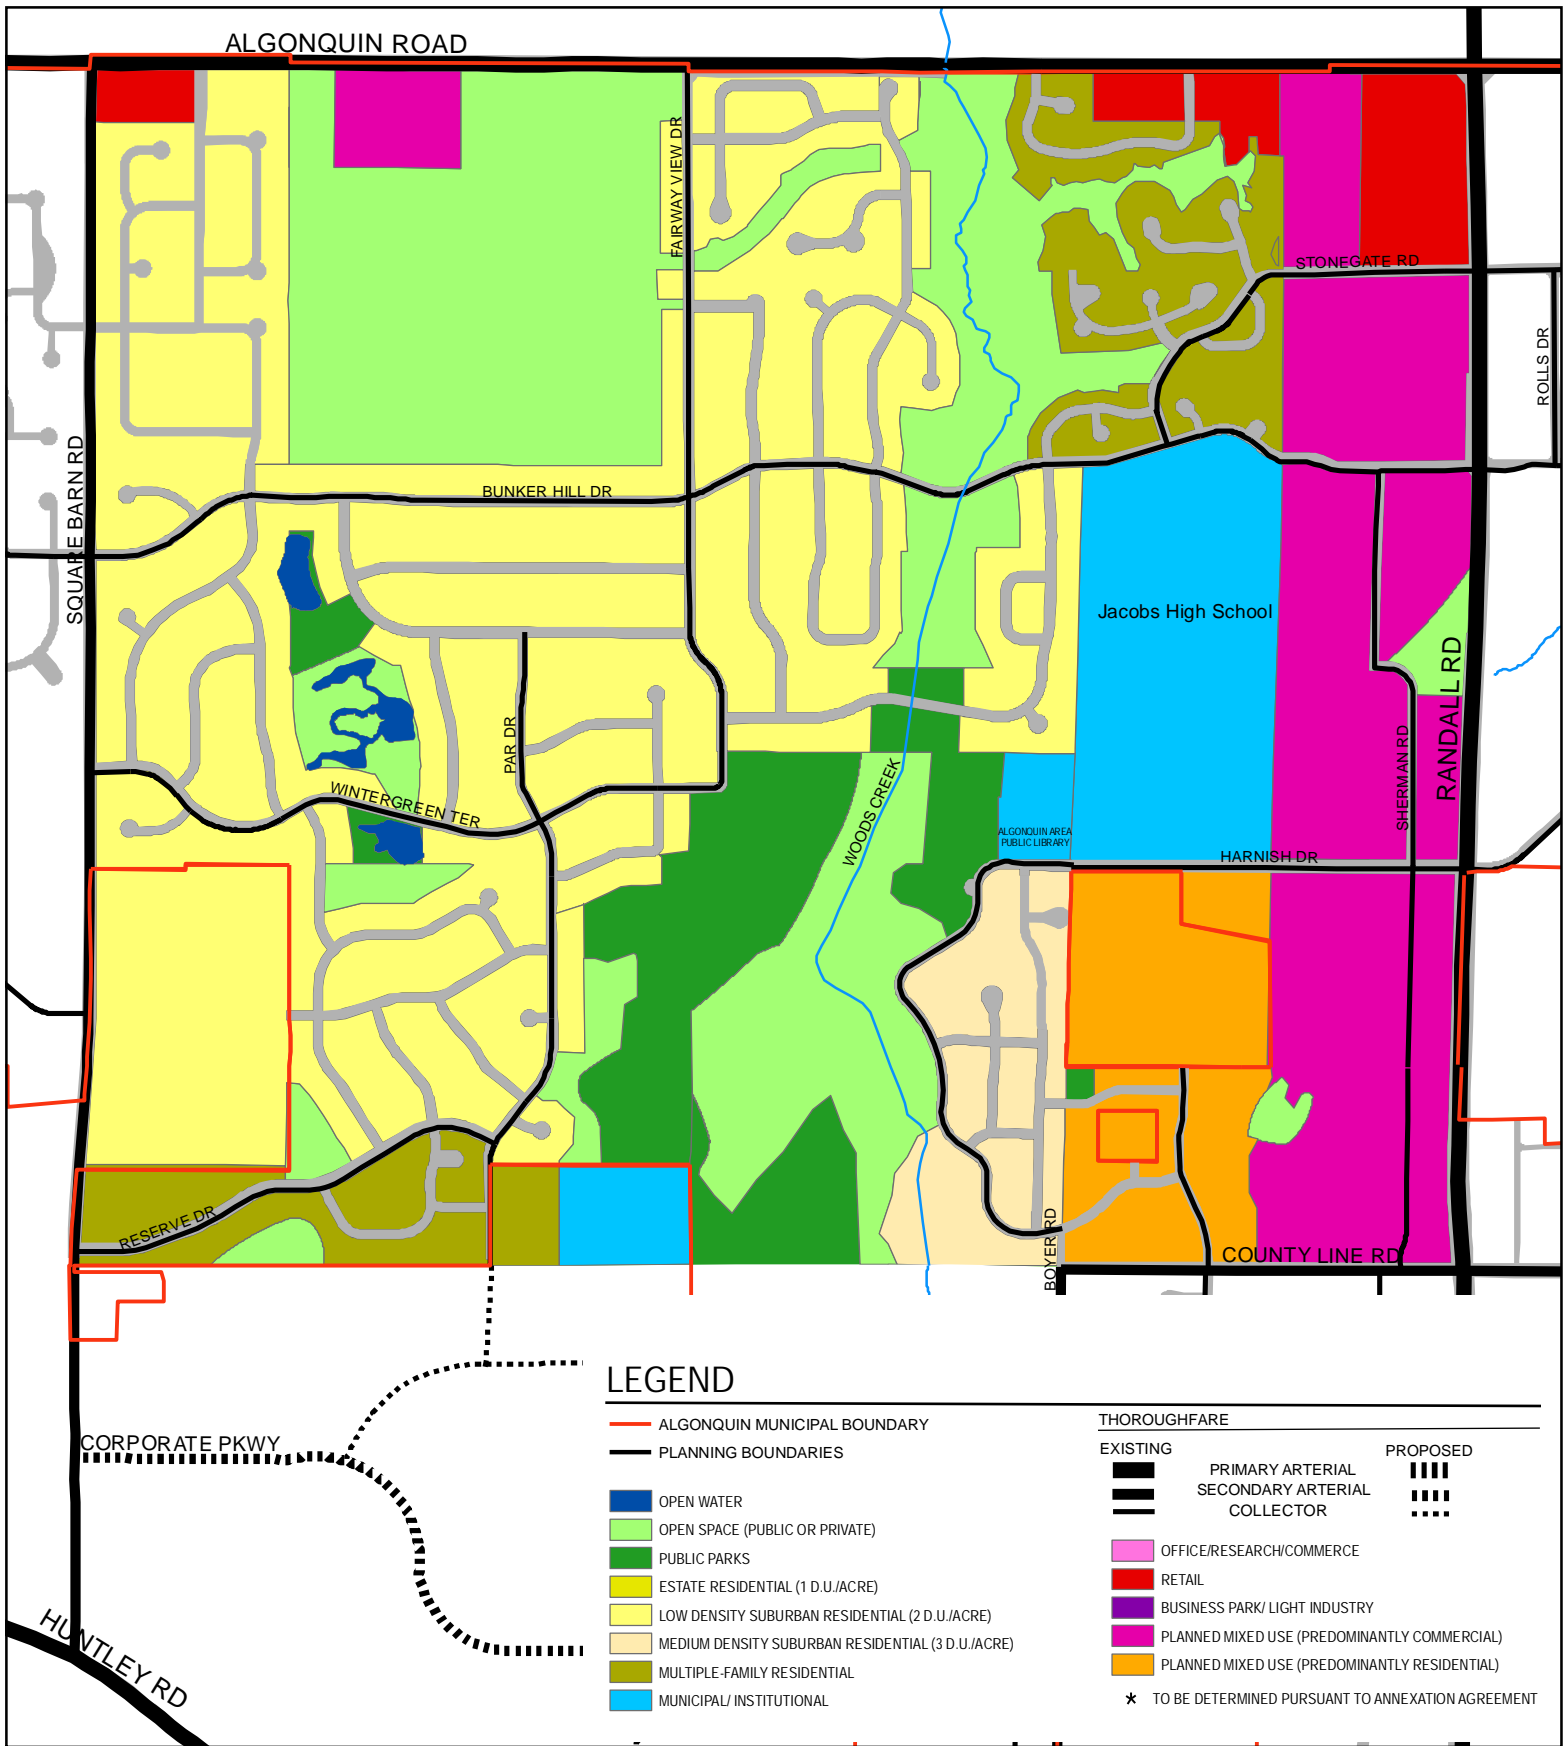 ALGONQUIN ROAD
FAIRWAY VIEW DR
STONEGATE RD
ROLLS DR
SQUARE BARN RD
BUNKER HILL DR
Jacobs High School
RANDALL RD
PAR DR
SHERMAN RD
WINTERGREEN TER
WOODS CREEK
ALGONQUIN AREA
PUBLIC LIBRARY
HARNISH DR
RESERVE DR
BOYER RD
COUNTY LINE RD
CORPORATE PKWY
HUNTLEY RD
LEGEND
ALGONQUIN MUNICIPAL BOUNDARY
PLANNING BOUNDARIES
OPEN WATER
OPEN SPACE (PUBLIC OR PRIVATE)
PUBLIC PARKS
ESTATE RESIDENTIAL (1 D.U./ACRE)
LOW DENSITY SUBURBAN RESIDENTIAL (2 D.U./ACRE)
MEDIUM DENSITY SUBURBAN RESIDENTIAL (3 D.U./ACRE)
MULTIPLE-FAMILY RESIDENTIAL
MUNICIPAL/ INSTITUTIONAL
THOROUGHFARE
EXISTING PROPOSED
PRIMARY ARTERIAL
SECONDARY ARTERIAL
COLLECTOR
OFFICE/RESEARCH/COMMERCE
RETAIL
BUSINESS PARK/ LIGHT INDUSTRY
PLANNED MIXED USE (PREDOMINANTLY COMMERCIAL)
PLANNED MIXED USE (PREDOMINANTLY RESIDENTIAL)
* TO BE DETERMINED PURSUANT TO ANNEXATION AGREEMENT